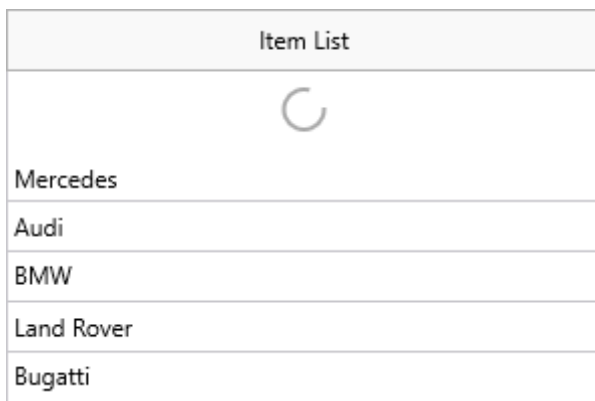 Item List
Mercedes
Audi
BMW
Land Rover
Bugatti